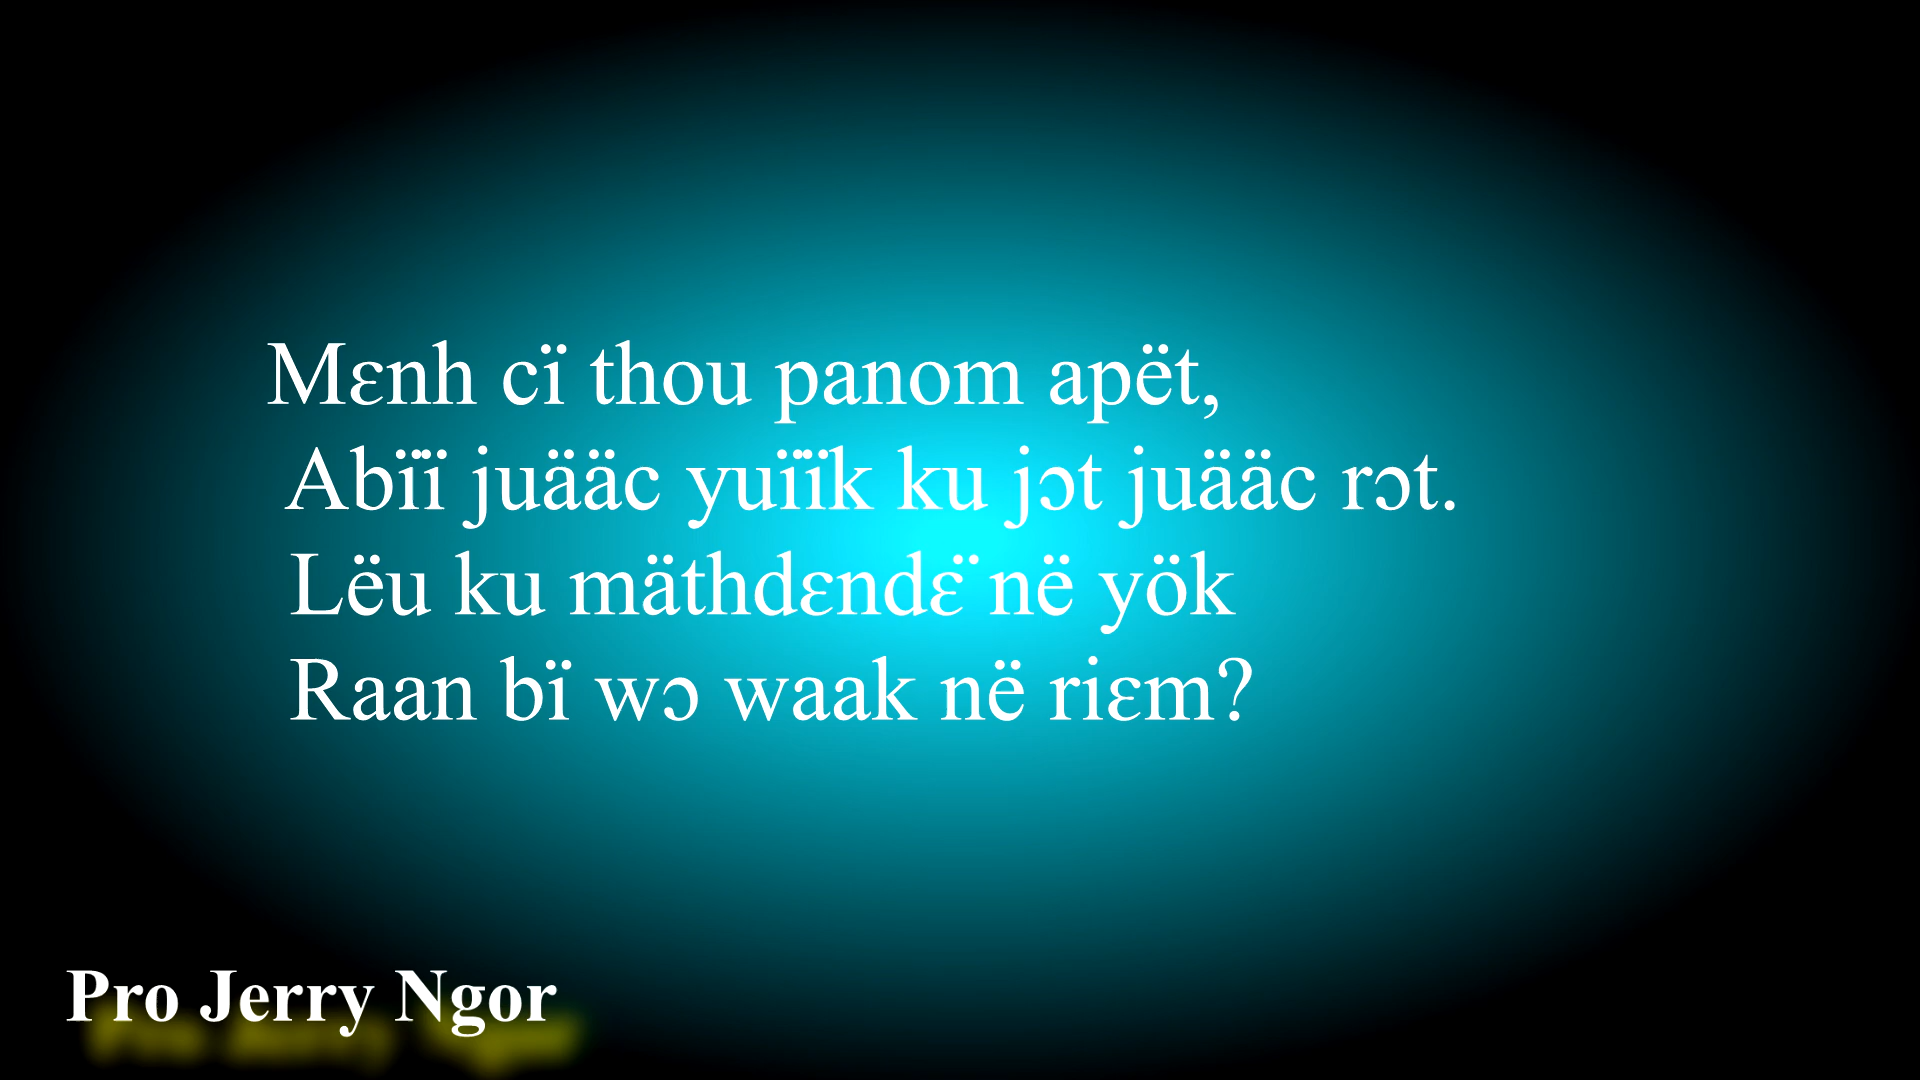 Mɛnh cï thou panom apët,
Abïï juääc yuïïk ku jɔt juääc rɔt.
Lëu ku mäthdɛndɛ̈ në yök
Raan bï wɔ waak në riɛm?
Pro Jerry Ngor